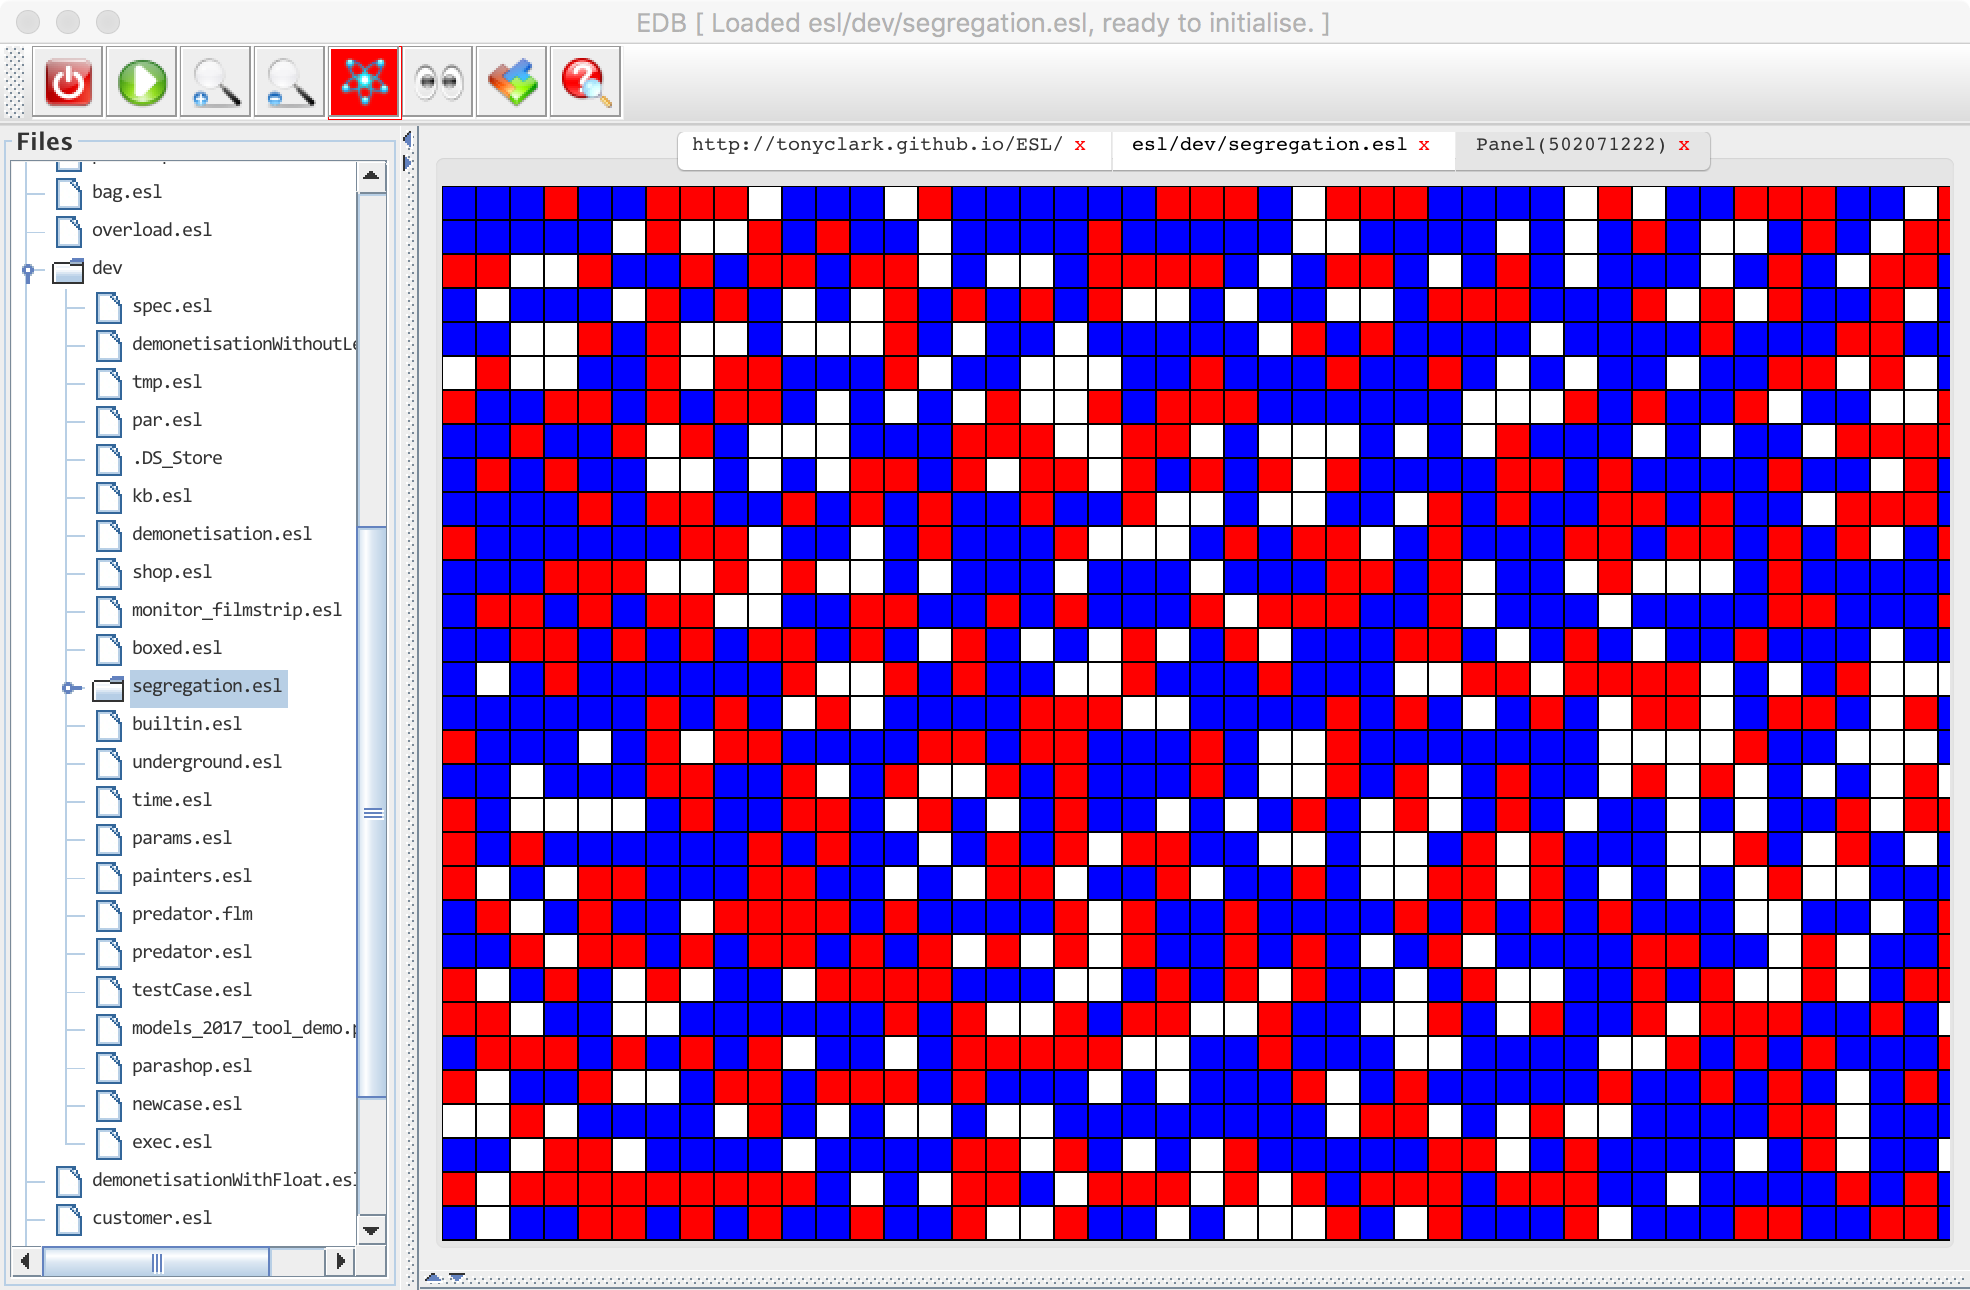 EDB [ Loaded esl/dev/segregation.esl, ready to initialise. ]
Files
http://tonyclark.github.io/ESL/ x
esl/dev/segregation.esl x
Panel(502071222) x
bag.esl
overload.esl
dev
spec.esl
demonetisationWithoutLe
tmp.esl
par.esl
.DS_Store
kb.esl
demonetisation.esl
shop.esl
monitor_filmstrip.esl
boxed.esl
segregation.esl
builtin.esl
underground.esl
time.esl
params.esl
painters.esl
predator.flm
predator.esl
testCase.esl
models_2017_tool_demo.p
parashop.esl
newcase.esl
exec.esl
demonetisationWithFloat.esl
customer.esl